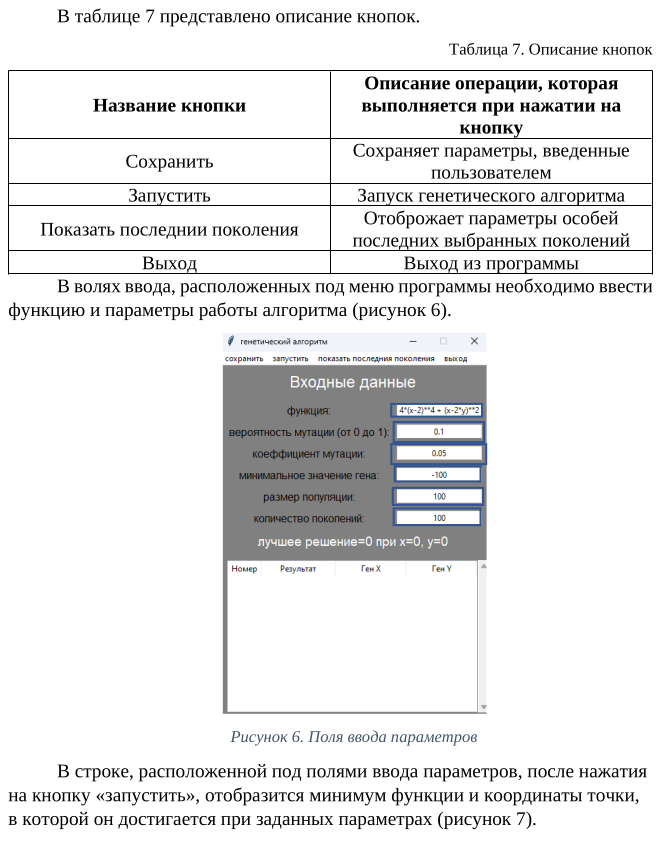 В таблице 7 представлено описание кнопок.
Таблица 7. Описание кнопок
Название кнопки
Описание операции, которая
выполняется при нажатии на
кнопку
Сохранить
Сохраняет параметры, введенные
пользователем
Запустить
Запуск генетического алгоритма
Показать последнии поколения
Отоброжает параметры особей
последних выбранных поколений
Выход
Выход из программы
В волях ввода, расположенных под меню программы необходимо ввести
функцию и параметры работы алгоритма (рисунок 6).
генетический алгоритм
сохранить запустить показать последния поколения выход
Входные данные
функция: 4*(x-2)**4 + (x-2*y)**2
вероятность мутации (от 0 до 1): 0.1
коеффициент мутации: 0.05
минимальное значение гена: -100
размер популяции: 100
количество поколений: 100
лучшее решение=0 при x=0, y=0
Номер Результат Ген X Ген Y
Рисунок 6. Поля ввода параметров
В строке, расположенной под полями ввода параметров, после нажатия
на кнопку «запустить», отобразится минимум функции и координаты точки,
в которой он достигается при заданных параметрах (рисунок 7).